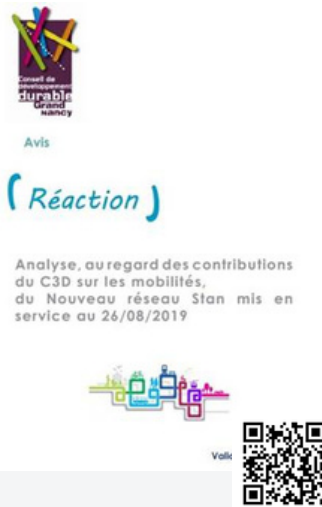 Conseil de
développement
durable
Grand
Nancy
Avis
( Réaction )
Analyse, au regard des contributions
du C3D sur les mobilités,
du Nouveau réseau Stan mis en
service au 26/08/2019